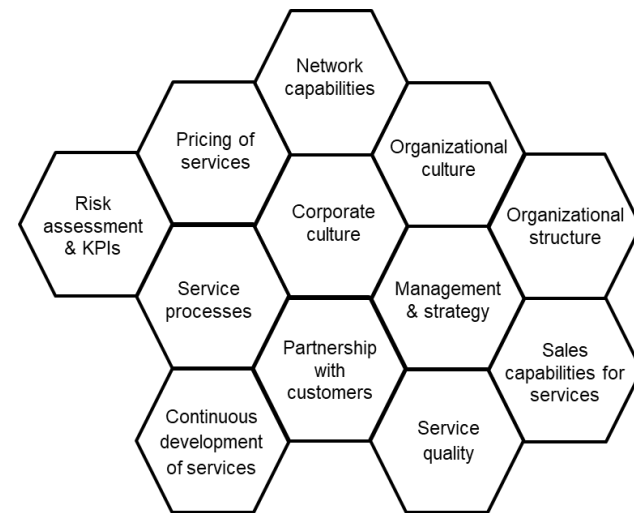 Network
capabilities
Pricing of
services
Organizational
culture
Risk
assessment
& KPIs
Corporate
culture
Organizational
structure
Service
processes
Management
& strategy
Partnership
with
customers
Sales
capabilities for
services
Continuous
development
of services
Service
quality